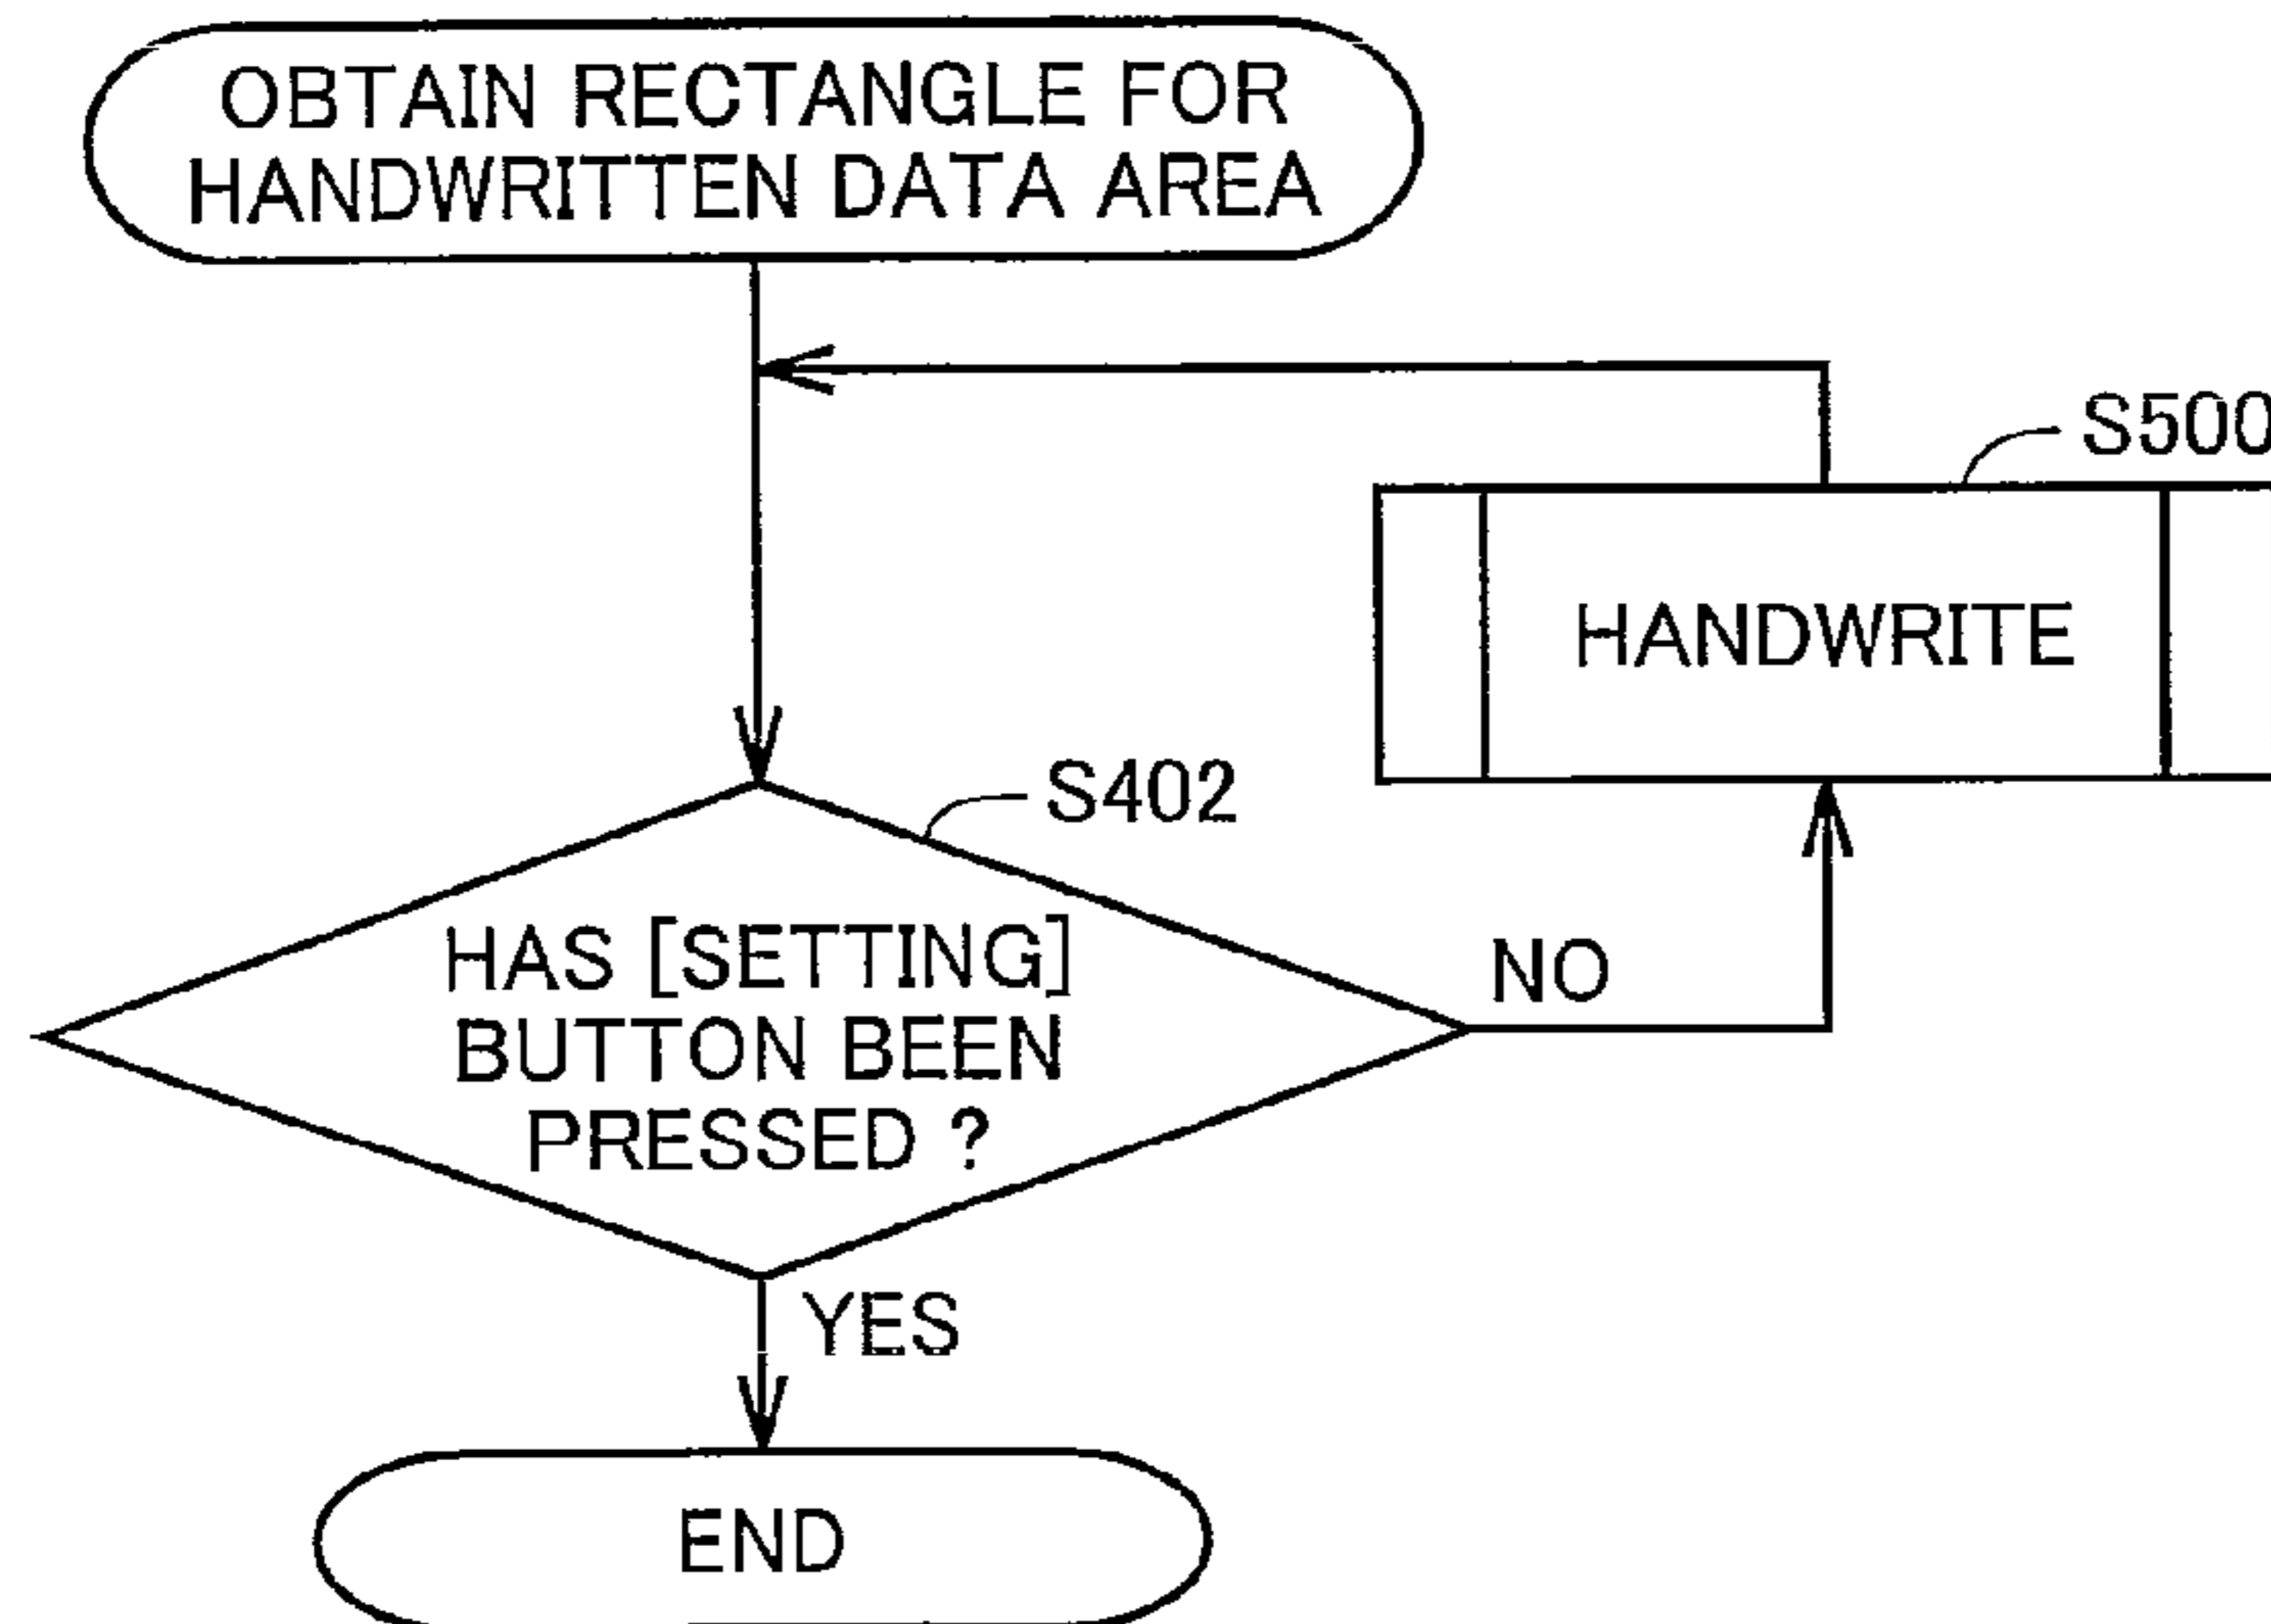 OBTAIN RECTANGLE FOR
HANDWRITTEN DATA AREA
S500
HANDWRITE
S402
HAS [SETTING]
BUTTON BEEN
PRESSED ?
NO
YES
END